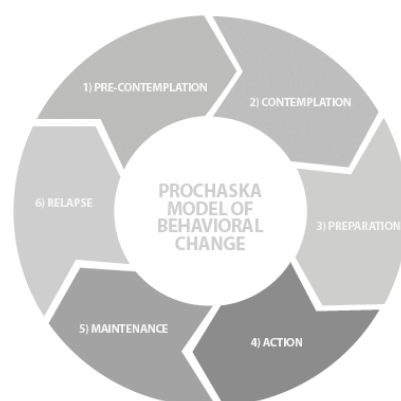 1) PRE-CONTEMPLATION
2) CONTEMPLATION
3) PREPARATION
4) ACTION
5) MAINTENANCE
6) RELAPSE
PROCHASKA
MODEL OF
BEHAVIORAL
CHANGE